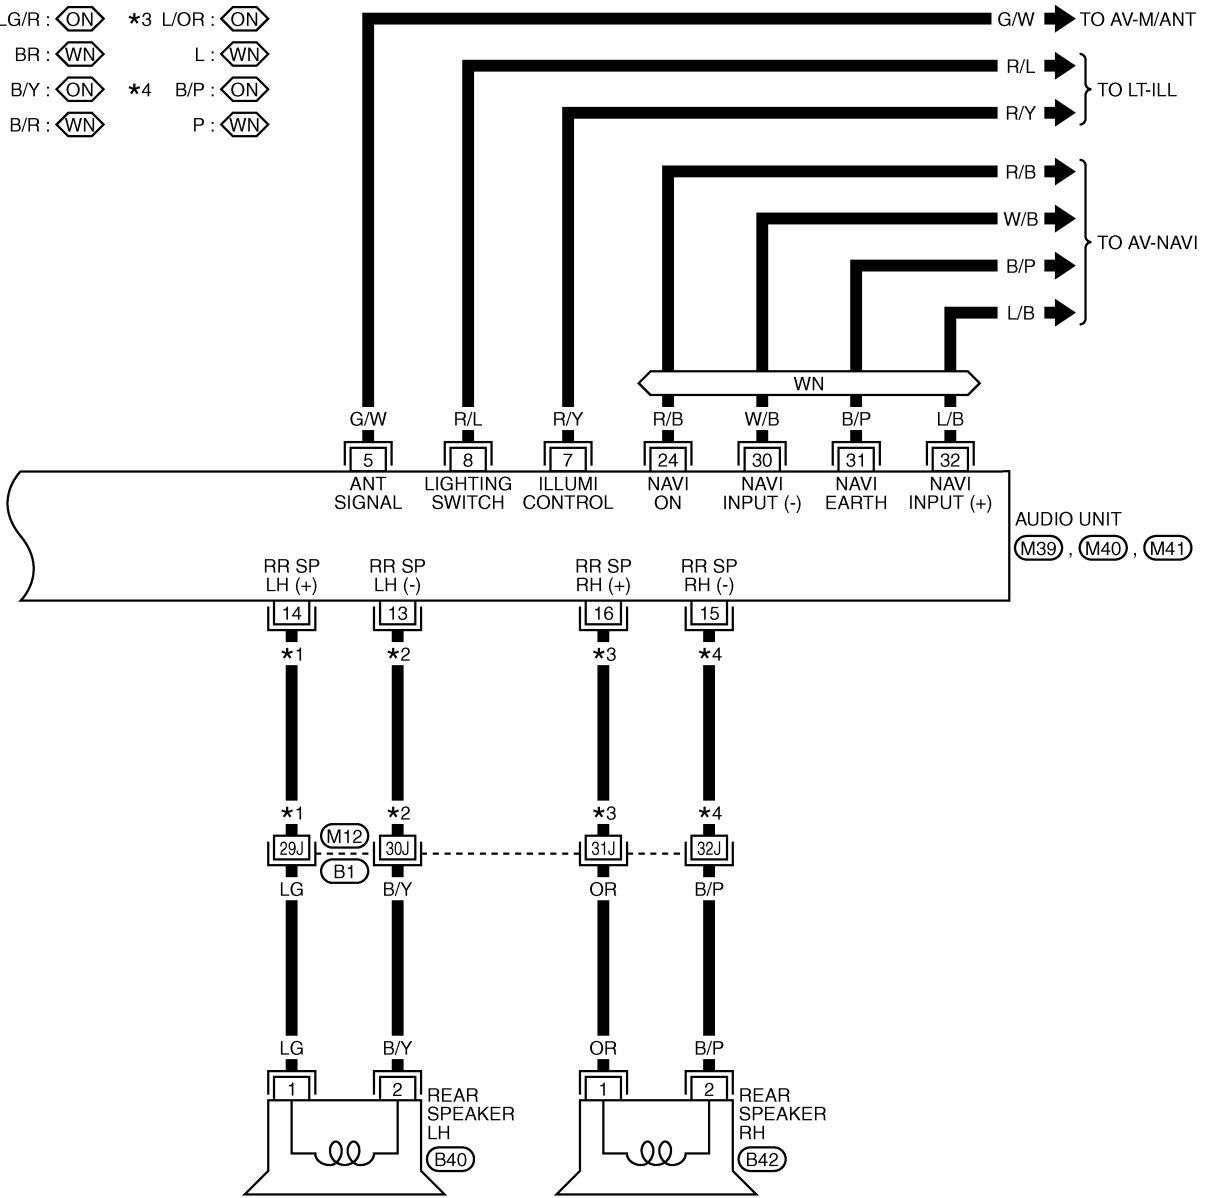 LG/R : ON *3 L/OR : ON
BR : WN L : WN
B/Y : ON *4 B/P : ON
B/R : WN P : WN
G/W TO AV-M/ANT
R/L
TO LT-ILL
R/Y
R/B
W/B
TO AV-NAVI
B/P
L/B
WN
G/W R/L R/Y R/B W/B B/P L/B
5 8 7 24 30 31 32
ANT SIGNAL
LIGHTING SWITCH
ILLUMI CONTROL
NAVI ON
NAVI INPUT (-)
NAVI EARTH
NAVI INPUT (+)
AUDIO UNIT
M39 , M40 , M41
RR SP LH (+)
RR SP LH (-)
RR SP RH (+)
RR SP RH (-)
14 13 16 15
*1 *2 *3 *4
*1 *2 *3 *4
29J M12 30J 31J 32J
B1
LG B/Y OR B/P
LG B/Y OR B/P
1 2 1 2
REAR
SPEAKER
LH
B40
REAR
SPEAKER
RH
B42